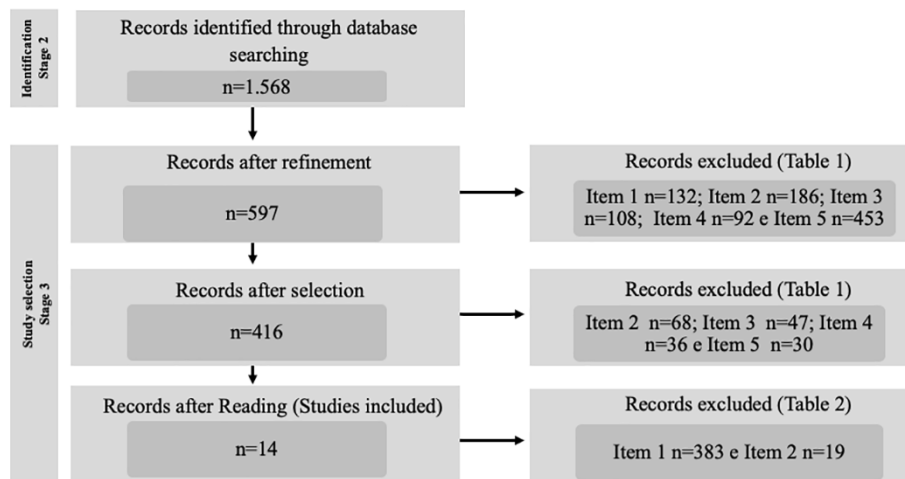 Identification
Stage 2
Records identified through database
searching
n=1.568
Study selection
Stage 3
Records after refinement
n=597
Records excluded (Table 1)
Item 1 n=132; Item 2 n=186; Item 3
n=108; Item 4 n=92 e Item 5 n=453
Records after selection
n=416
Records excluded (Table 1)
Item 2 n=68; Item 3 n=47; Item 4
n=36 e Item 5 n=30
Records after Reading (Studies included)
n=14
Records excluded (Table 2)
Item 1 n=383 e Item 2 n=19